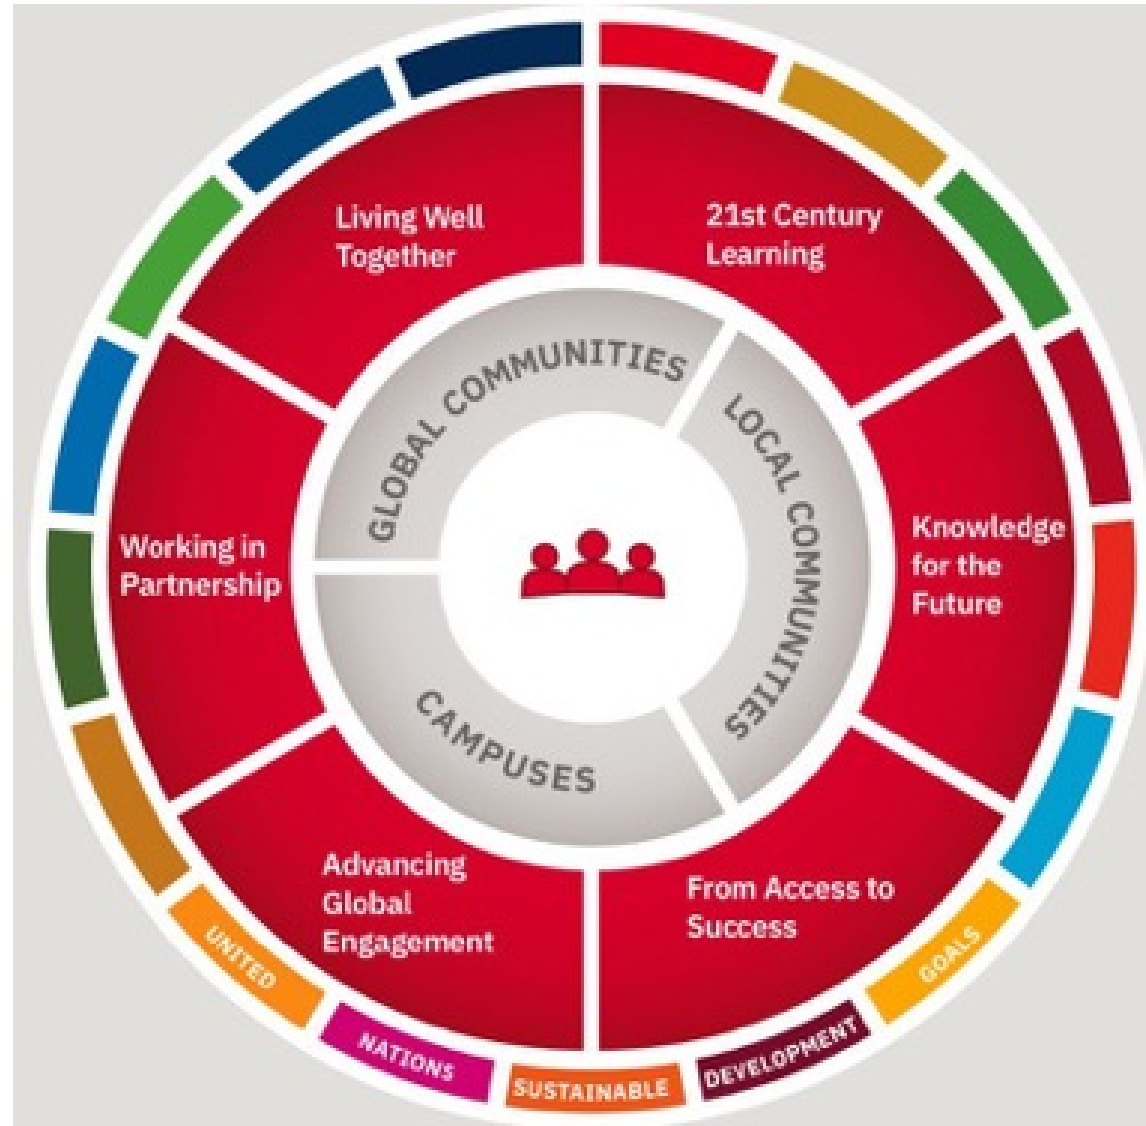 Living Well
Together
21st Century
Learning
GLOBAL COMMUNITIES
LOCAL COMMUNITIES
Working in
Partnership
Knowledge
for the
Future
CAMPUSES
Advancing
Global
Engagement
From Access to
Success
UNITED
NATIONS
SUSTAINABLE
DEVELOPMENT
GOALS